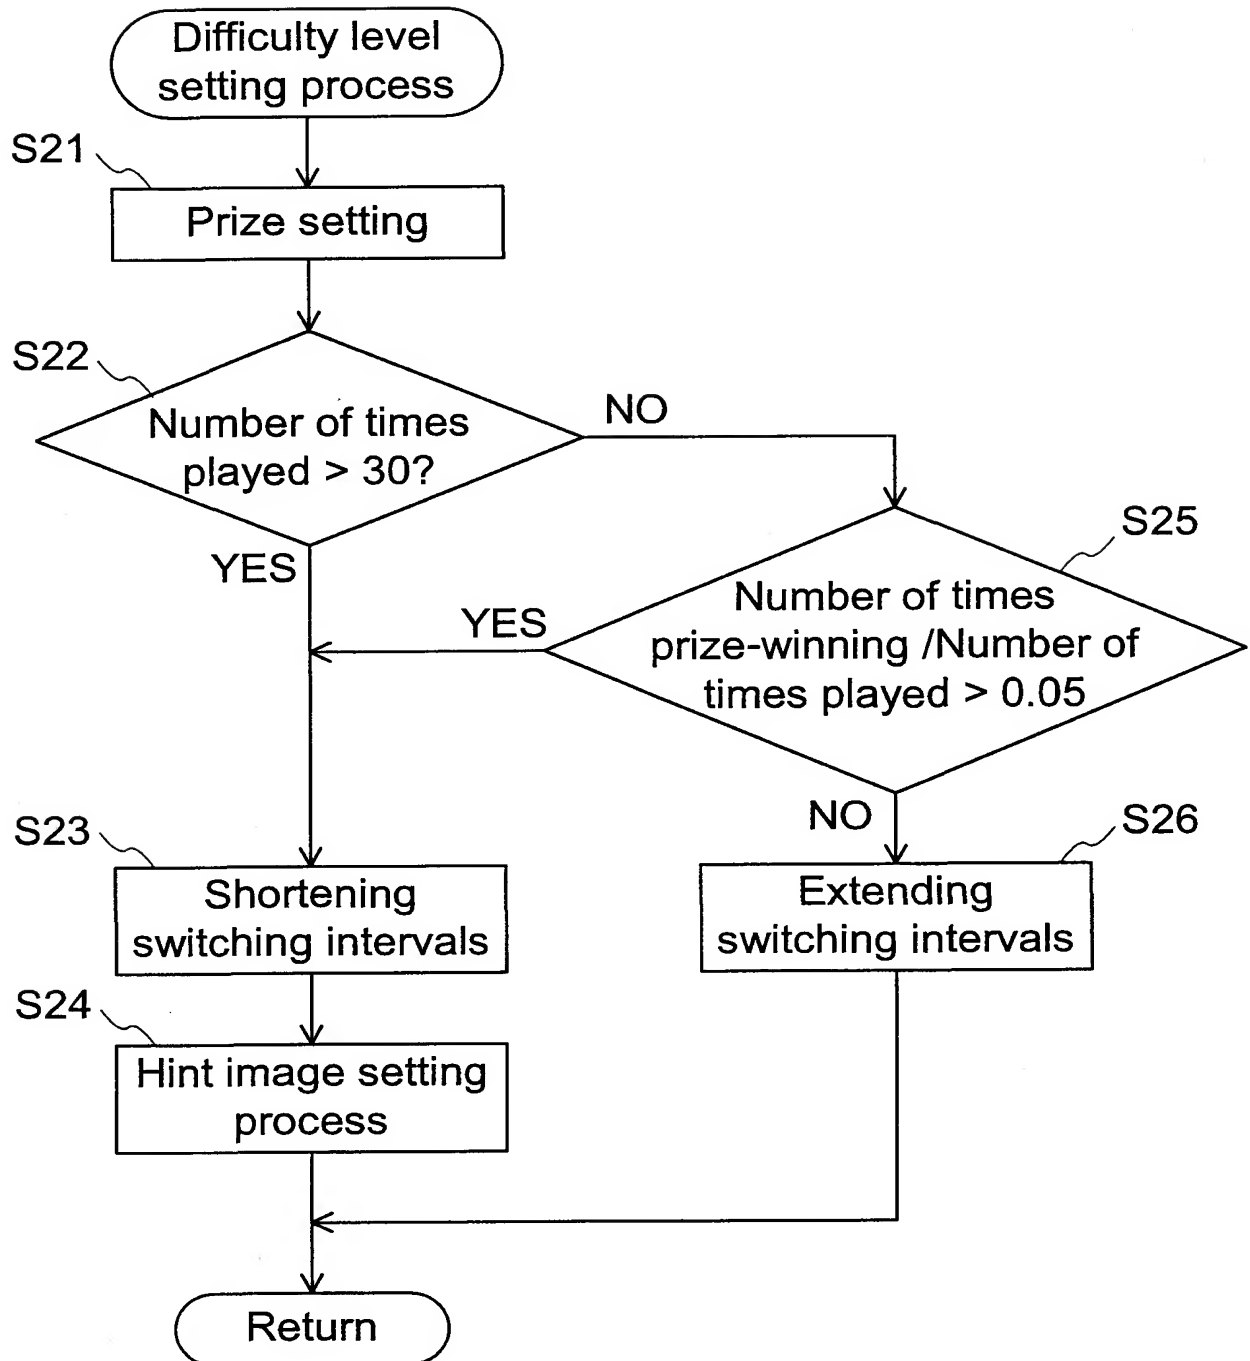 Difficulty level
setting process
S21
Prize setting
S22
Number of times
played > 30?
NO
YES
S25
Number of times
prize-winning /Number of
times played > 0.05
YES
NO
S23
Shortening
switching intervals
S26
Extending
switching intervals
S24
Hint image setting
process
Return